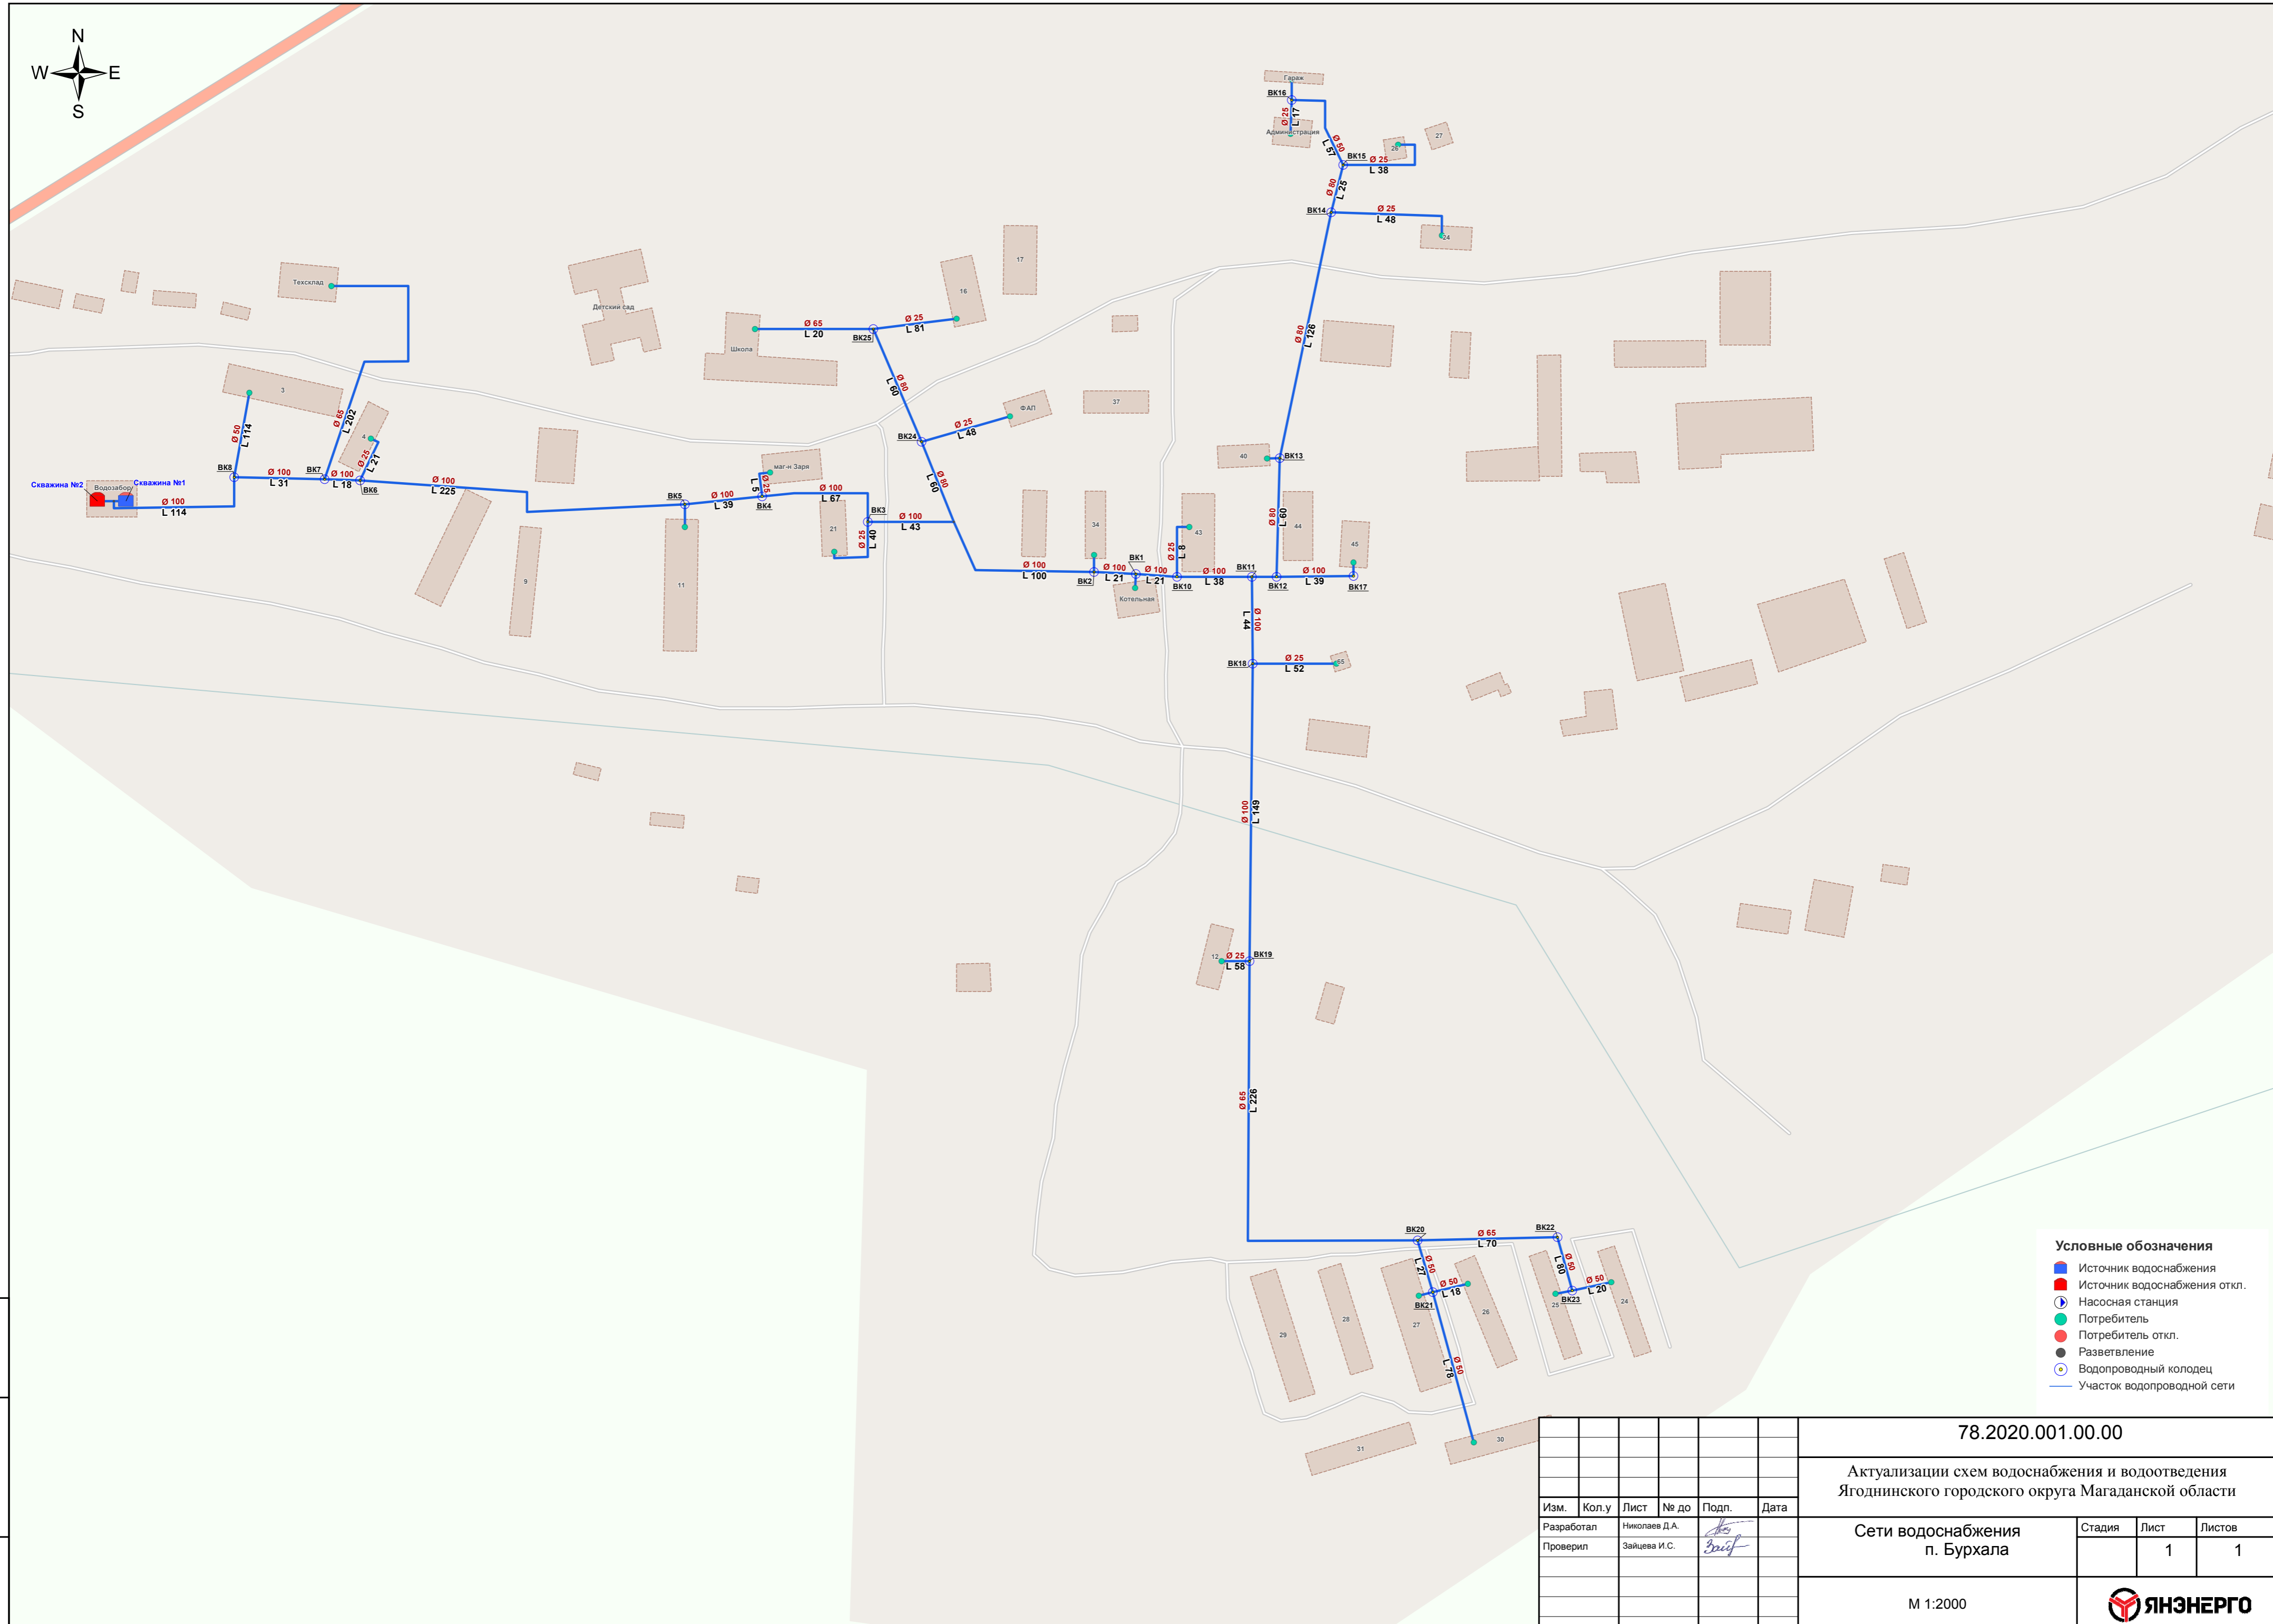 N
W E
S
Гараж
ВК16
Ø 25
L 17
Администрация
Ø 50
L 57
ВК15
Ø 25
L 38
26
27
Ø 80
L 25
ВК14
Ø 25
L 48
24
17
16
Техсклад
Детский сад
Ø 65
L 20
ВК25
Ø 25
L 81
Школа
Ø 80
L 126
Ø 80
L 60
3
37
ФАП
Ø 65
L 202
Ø 50
L 114
4
Ø 25
L 21
ВК24
Ø 25
L 48
40
ВК13
ВК8
Ø 100
L 31
ВК7
Ø 100
L 18
ВК6
Ø 100
L 225
маг-н Заря
Ø 25
L 5
Ø 80
L 60
Скважина №2
Водозабор
Скважина №1
Ø 100
L 114
ВК5
Ø 100
L 39
ВК4
Ø 100
L 67
ВК3
Ø 100
L 43
21
Ø 25
L 40
34
43
44
45
Ø 80
L 60
Ø 25
L 8
9
11
Ø 100
L 100
ВК2
Ø 100
L 21
ВК1
Ø 100
L 21
ВК10
Ø 100
L 38
ВК11
ВК12
Ø 100
L 39
ВК17
Котельная
Ø 100
L 44
ВК18
Ø 25
L 52
65
Ø 100
L 149
12
Ø 25
L 58
ВК19
Ø 65
L 226
ВК20
Ø 65
L 70
ВК22
Ø 50
L 27
Ø 50
L 18
ВК21
Ø 50
L 80
Ø 50
L 20
ВК23
25
24
29
28
27
26
Ø 50
L 78
31
30
Условные обозначения
Источник водоснабжения
Источник водоснабжения откл.
Насосная станция
Потребитель
Потребитель откл.
Разветвление
Водопроводный колодец
Участок водопроводной сети
78.2020.001.00.00
Актуализации схем водоснабжения и водоотведения
Ягоднинского городского округа Магаданской области
Изм. Кол.у Лист № до Подп. Дата
Разработал Николаев Д.А.
Проверил Зайцева И.С.
Сети водоснабжения
п. Бурхала
Стадия Лист Листов
1 1
М 1:2000
ЯНЭНЕРГО